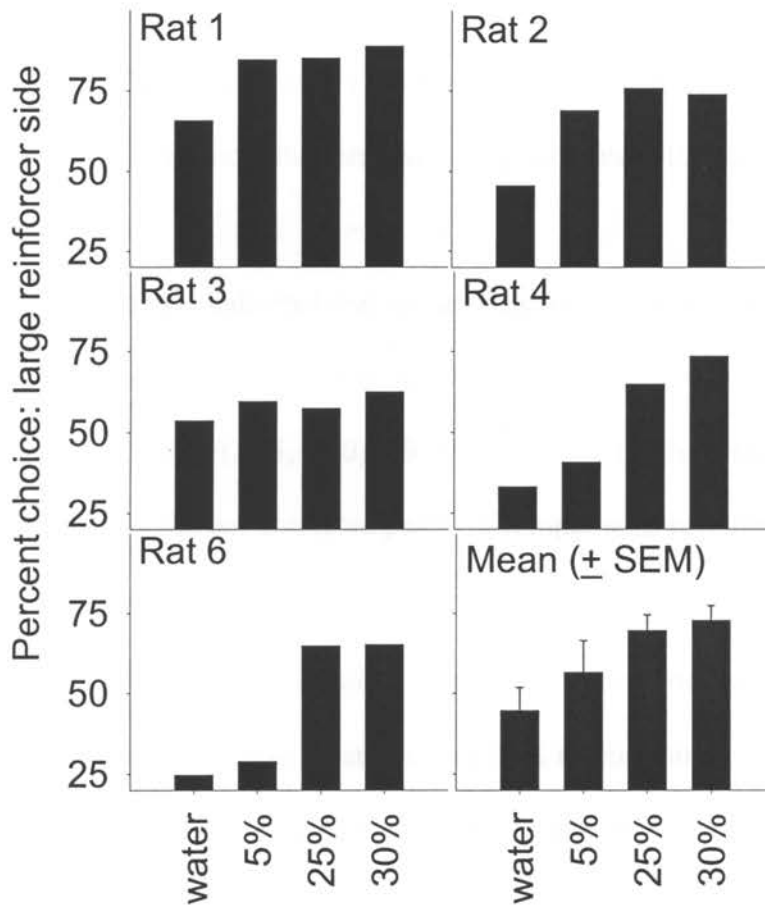 Percent choice: large reinforcer side
Rat 1
Rat 2
75
50
25
Rat 3
Rat 4
75
50
25
Rat 6
Mean (± SEM)
75
50
25
water
5%
25%
30%
water
5%
25%
30%